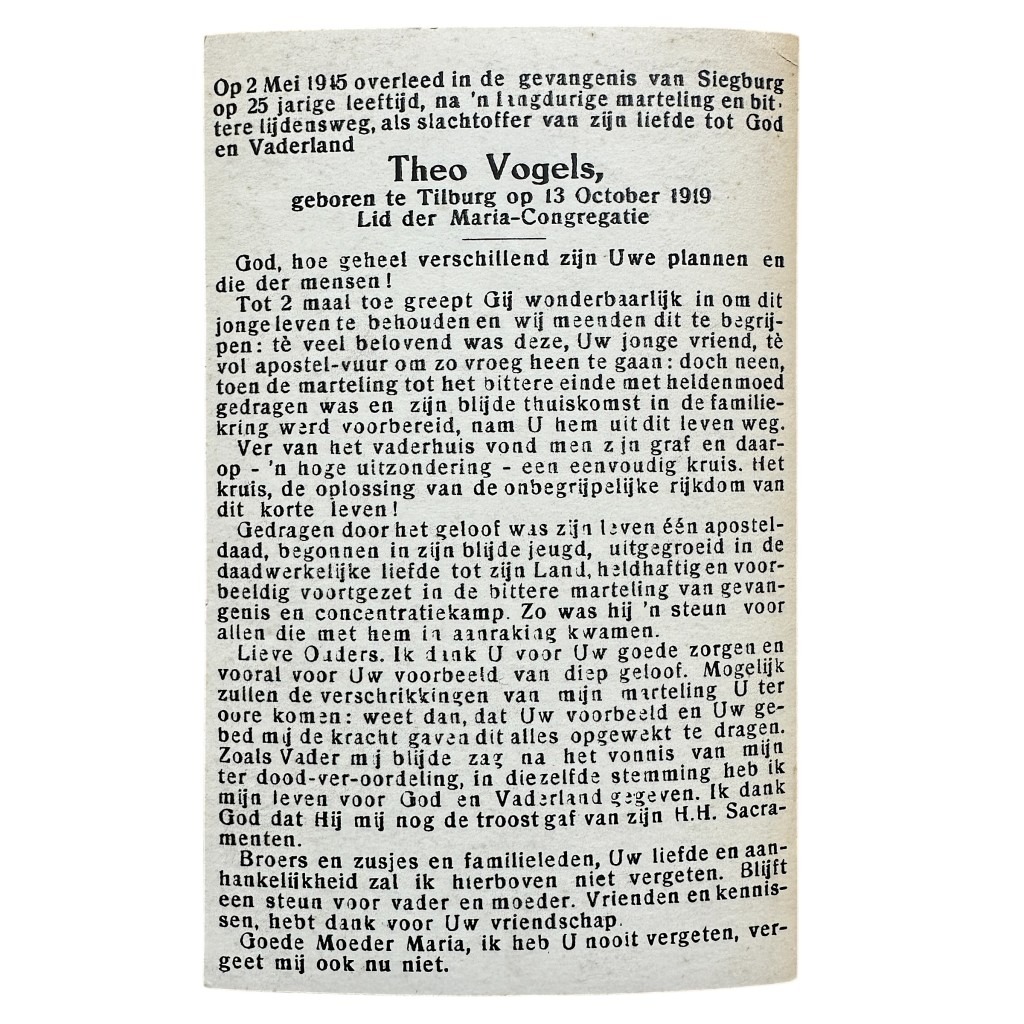 Op 2 Mei 1945 overleed in de gevangenis van Siegburg
op 25 jarige leeftijd, na 'n langdurige marteling en bit-
tere lijdensweg, als slachtoffer van zijn liefde tot God
en Vaderland
Theo Vogels,
geboren te Tilburg op 13 October 1919
Lid der Maria-Congregatie
God, hoe geheel verschillend zijn Uwe plannen en
die der mensen!
Tot 2 maal toe greept Gij wonderbaarlijk in om dit
jonge leven te behouden en wij meenden dit te begrij-
pen: tè veel belovend was deze, Uw jonge vriend, tè
vol apostel-vuur om zo vroeg heen te gaan: doch neen,
toen de marteling tot het bittere einde met heldenmoed
gedragen was en zijn blijde thuiskomst in de familie-
kring werd voorbereid, nam U hem uit dit leven weg.
Ver van het vaderhuis vond men zijn graf en daar-
op - 'n hoge uitzondering - een eenvoudig kruis. Het
kruis, de oplossing van de onbegrijpelijke rijkdom van
dit korte leven!
Gedragen door het geloof was zijn leven één apostel-
daad, begonnen in zijn blijde jeugd, uitgegroeid in de
daadwerkelijke liefde tot zijn Land, heldhaftig en voor-
beeldig voortgezet in de bittere marteling van gevan-
genis en concentratiekamp. Zo was hij 'n steun voor
allen die met hem in aanraking kwamen.
Lieve Ouders. Ik dank U voor Uw goede zorgen en
vooral voor Uw voorbeeld van diep geloof. Mogelijk
zullen de verschrikkingen van mijn marteling U ter
oore komen: weet dan, dat Uw voorbeeld en Uw ge-
bed mij de kracht gaven dit alles opgewekt te dragen.
Zoals Vader mij blijde zag na het vonnis van mijn
ter dood-ver-oordeling, in diezelfde stemming heb ik
mijn leven voor God en Vaderland gegeven. Ik dank
God dat Hij mij nog de troost gaf van zijn H.H. Sacra-
menten.
Broers en zusjes en familieleden, Uw liefde en aan-
hankelijkheid zal ik hierboven niet vergeten. Blijft
een steun voor vader en moeder. Vrienden en kennis-
sen, hebt dank voor Uw vriendschap.
Goede Moeder Maria, ik heb U nooit vergeten, ver-
geet mij ook nu niet.